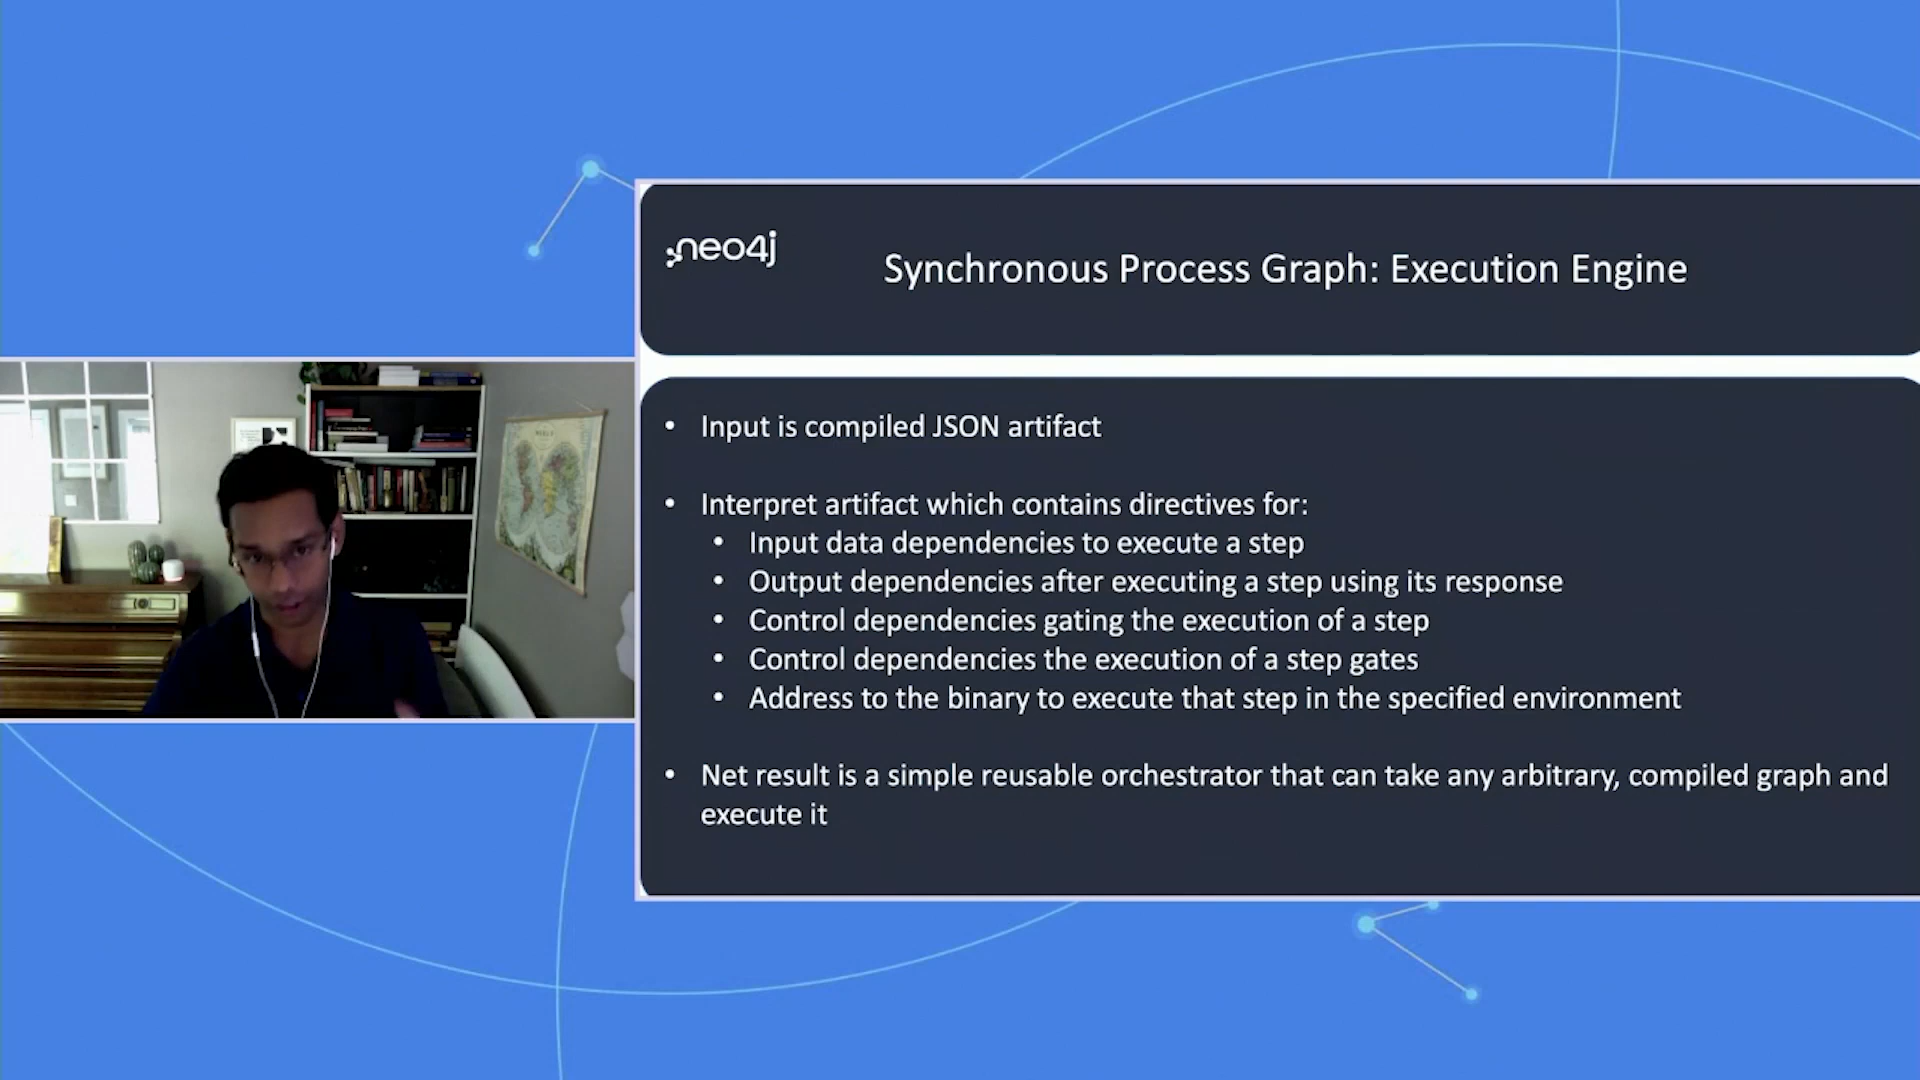 neo4j
Synchronous Process Graph: Execution Engine
• Input is compiled JSON artifact
• Interpret artifact which contains directives for:
• Input data dependencies to execute a step
• Output dependencies after executing a step using its response
• Control dependencies gating the execution of a step
• Control dependencies the execution of a step gates
• Address to the binary to execute that step in the specified environment
• Net result is a simple reusable orchestrator that can take any arbitrary, compiled graph and
execute it